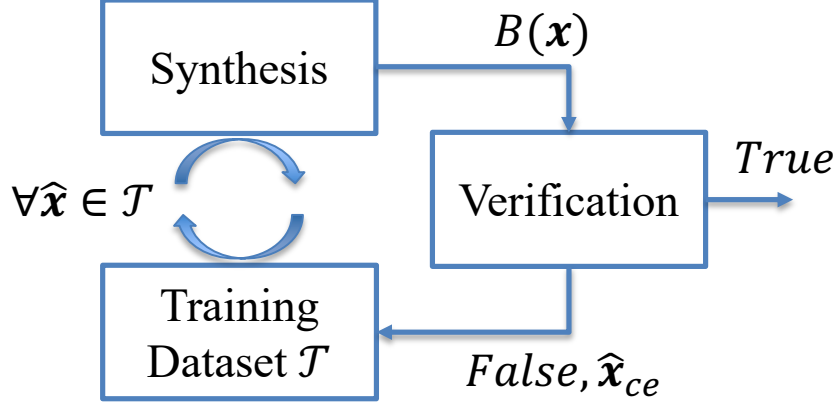 B(𝒙)
Synthesis
True
∀𝒙̂ ∈ 𝒯
Verification
Training
Dataset 𝒯
False, 𝒙̂𝑐𝑒